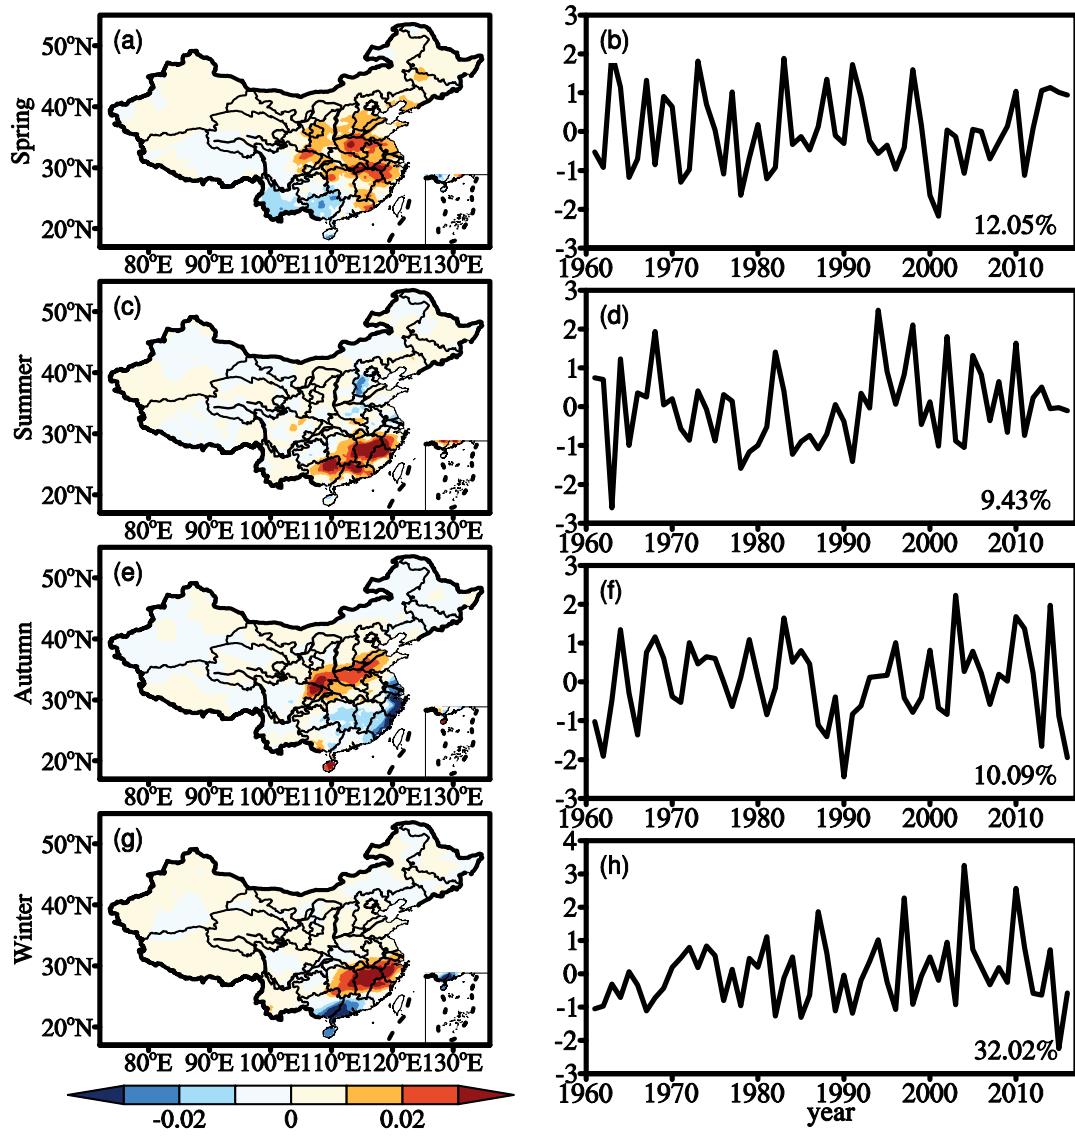 (a)
50°N
40°N
30°N
20°N
Spring
80°E 90°E 100°E 110°E 120°E 130°E
(b)
3
2
1
0
-1
-2
-3
12.05%
1960 1970 1980 1990 2000 2010
(c)
50°N
40°N
30°N
20°N
Summer
80°E 90°E 100°E 110°E 120°E 130°E
(d)
3
2
1
0
-1
-2
-3
9.43%
1960 1970 1980 1990 2000 2010
(e)
50°N
40°N
30°N
20°N
Autumn
80°E 90°E 100°E 110°E 120°E 130°E
(f)
3
2
1
0
-1
-2
-3
10.09%
1960 1970 1980 1990 2000 2010
(g)
50°N
40°N
30°N
20°N
Winter
80°E 90°E 100°E 110°E 120°E 130°E
-0.02 0 0.02
(h)
4
3
2
1
0
-1
-2
-3
32.02%
1960 1970 1980 1990 2000 2010
year